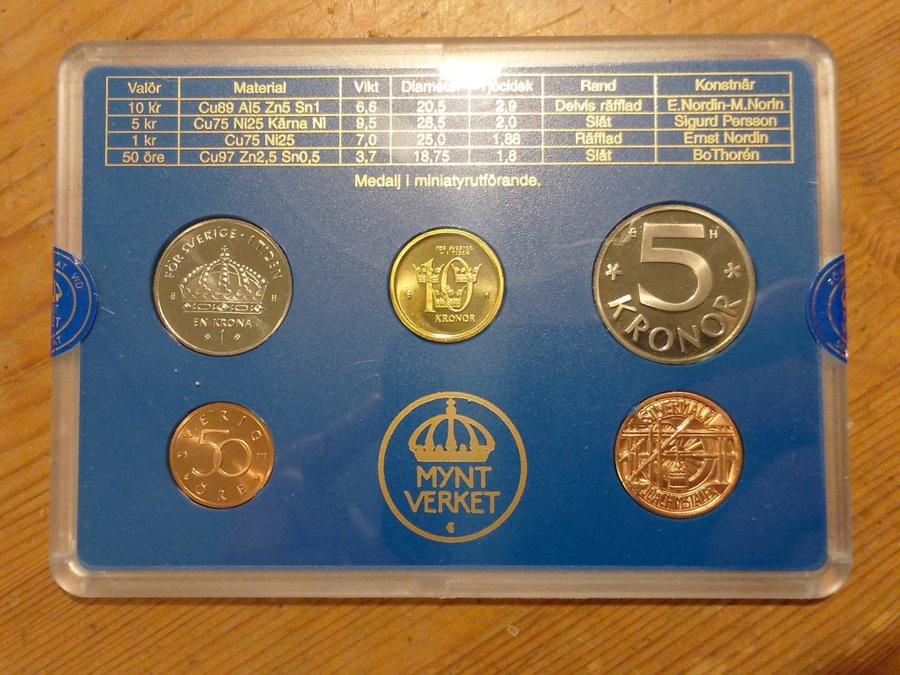 Valör Material Vikt Diameter Tjocklek Rand Konstnär
10 kr Cu89 Al5 Zn5 Sn1 6,6 20,5 2,9 Delvis räfflad E.Nordin-M.Norin
5 kr Cu75 Ni25 Kärna Ni 9,5 28,5 2,0 Slät Sigurd Persson
1 kr Cu75 Ni25 7,0 25,0 1,88 Räfflad Ernst Nordin
50 öre Cu97 Zn2,5 Sn0,5 3,7 18,75 1,8 Slät BoThorén
Medalj i miniatyrutförande.
FÖR SVERIGE · I TIDEN
EN KRONA
FÖR SVERIGE
– I TIDEN
10
KRONOR
5
KRONOR
SVERIGE
50
ÖRE
MYNT
VERKET